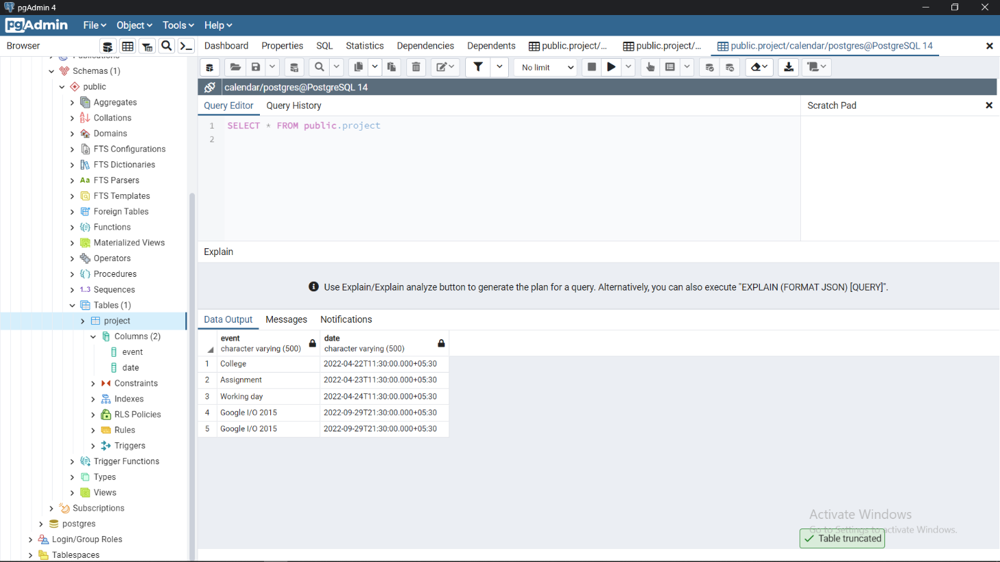 pgAdmin 4
pgAdmin File Object Tools Help
Browser
Dashboard Properties SQL Statistics Dependencies Dependents public.project/... public.project/... public.project/calendar/postgres@PostgreSQL 14
No limit
calendar/postgres@PostgreSQL 14
Query Editor Query History
Scratch Pad
1 SELECT * FROM public.project
2
Explain
Use Explain/Explain analyze button to generate the plan for a query. Alternatively, you can also execute "EXPLAIN (FORMAT JSON) [QUERY]".
Data Output Messages Notifications
event date
character varying (500) character varying (500)
1 College 2022-04-22T11:30:00.000+05:30
2 Assignment 2022-04-23T11:30:00.000+05:30
3 Working day 2022-04-24T11:30:00.000+05:30
4 Google I/O 2015 2022-09-29T21:30:00.000+05:30
5 Google I/O 2015 2022-09-29T21:30:00.000+05:30
Publications
Schemas (1)
public
Aggregates
Collations
Domains
FTS Configurations
FTS Dictionaries
Aa FTS Parsers
FTS Templates
Foreign Tables
Functions
Materialized Views
Operators
Procedures
1..3 Sequences
Tables (1)
project
Columns (2)
event
date
Constraints
Indexes
RLS Policies
Rules
Triggers
Trigger Functions
Types
Views
Subscriptions
postgres
Login/Group Roles
Tablespaces
Activate Windows
Go to Settings to activate Windows.
Table truncated